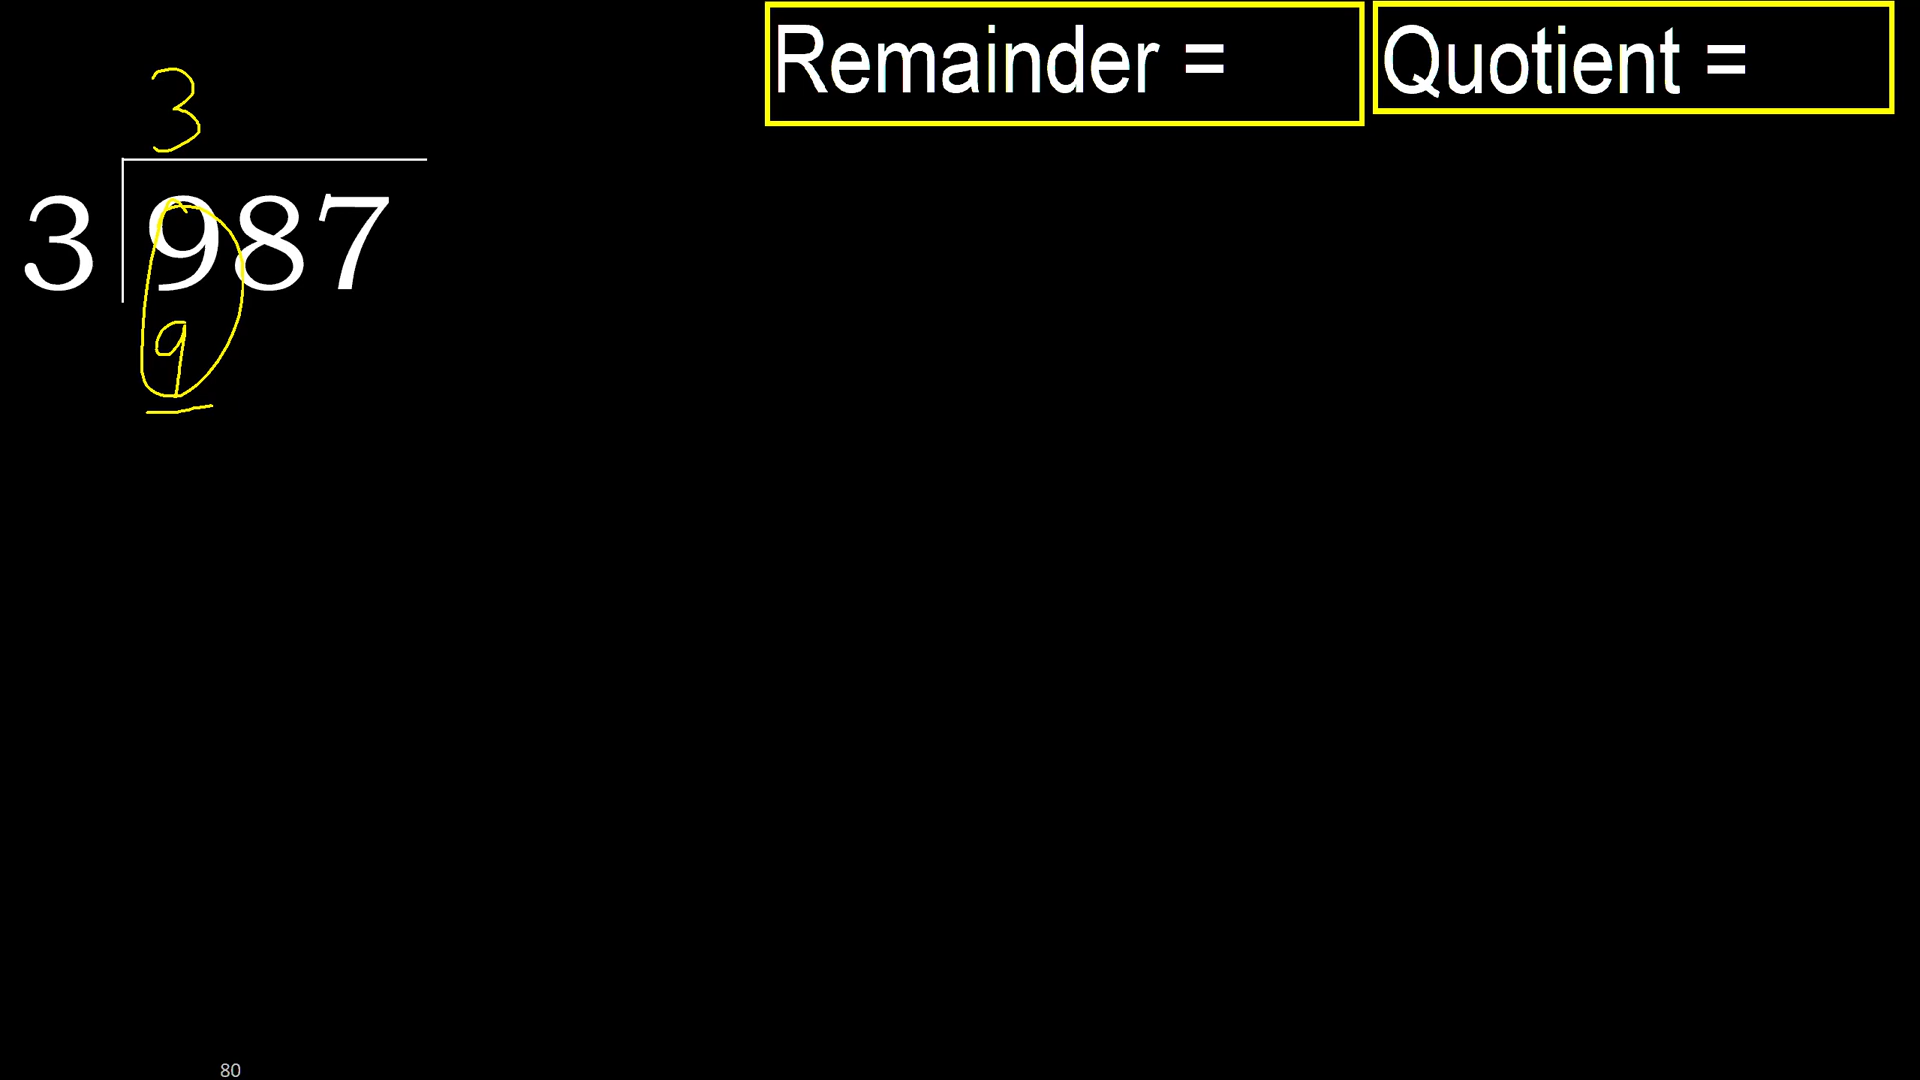 Remainder =
Quotient =
3
3 987
9
80